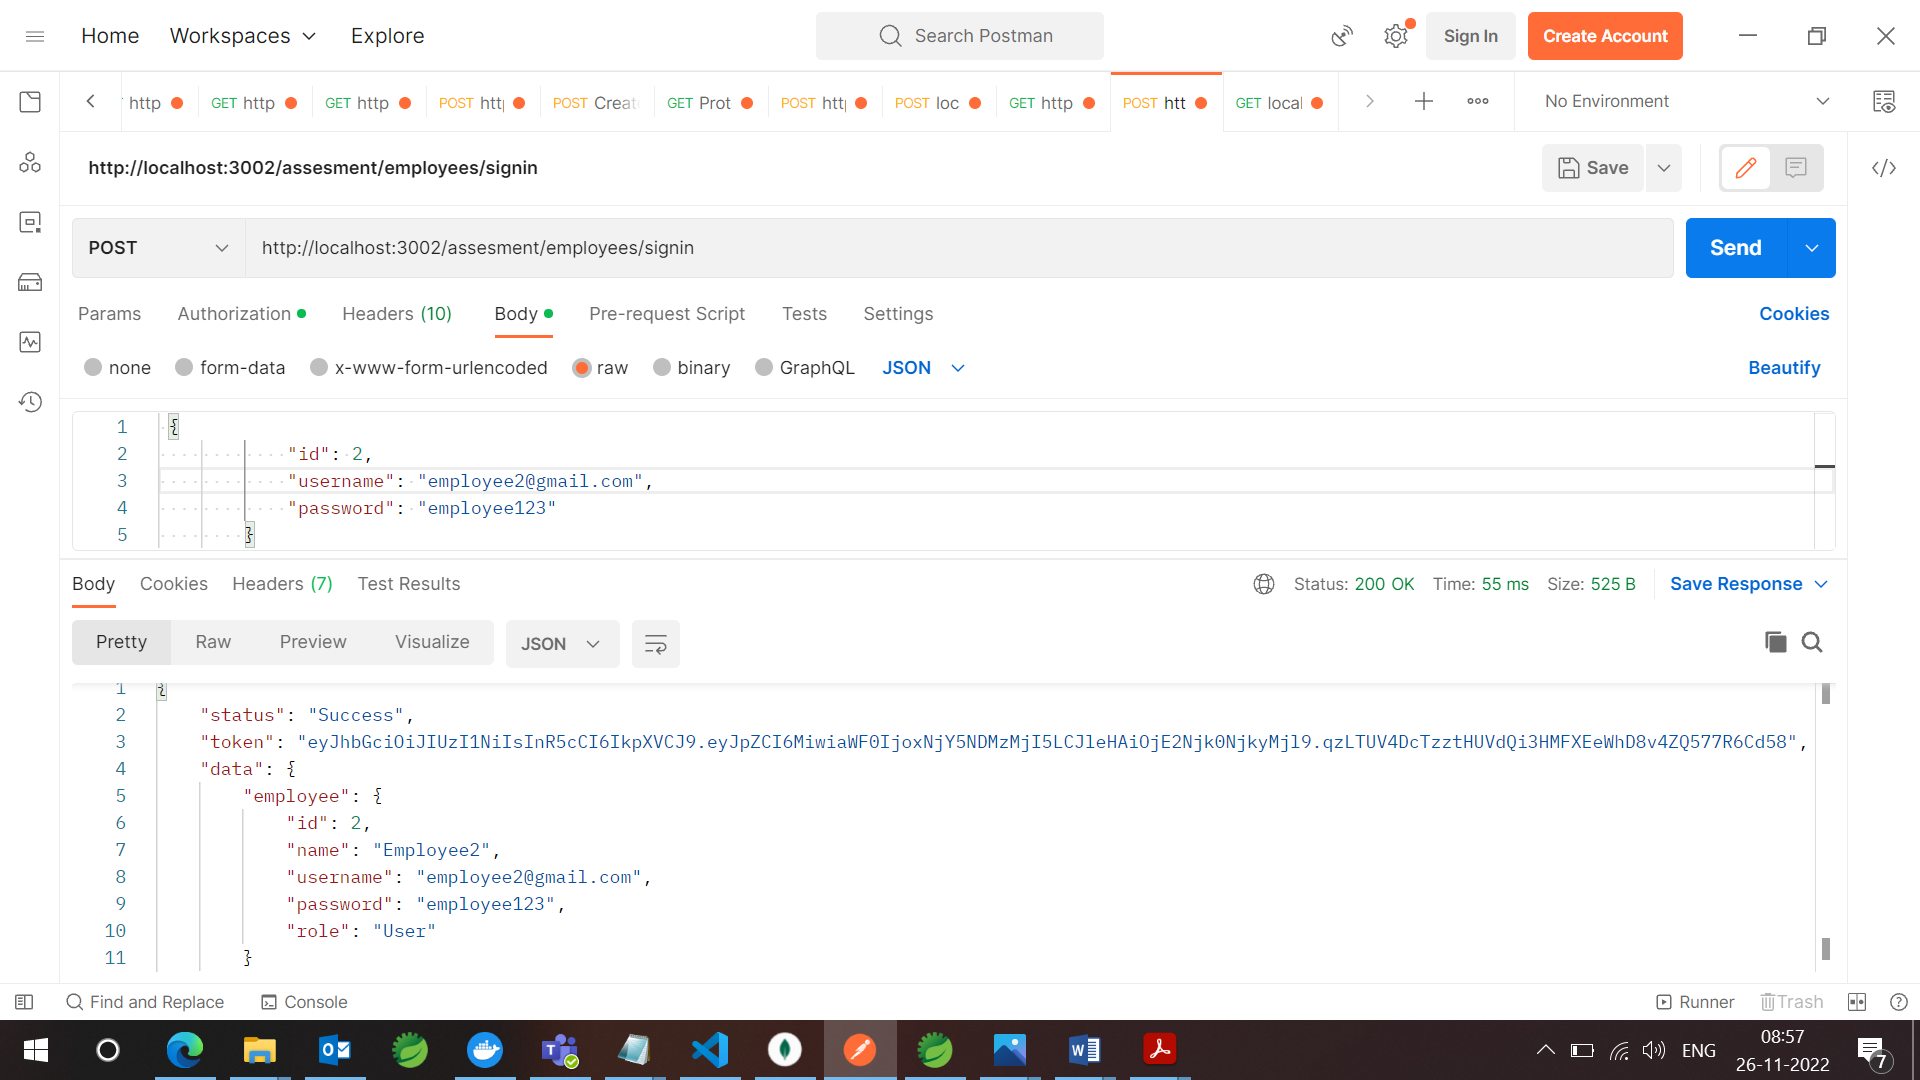 Home Workspaces Explore Search Postman Sign In Create Account
http GET http GET http POST http POST Creat GET Prot POST http POST loc GET http POST htt GET local No Environment
http://localhost:3002/assesment/employees/signin Save
POST http://localhost:3002/assesment/employees/signin Send
Params Authorization Headers (10) Body Pre-request Script Tests Settings Cookies
none form-data x-www-form-urlencoded raw binary GraphQL JSON Beautify
1 {
2 "id": 2,
3 "username": "employee2@gmail.com",
4 "password": "employee123"
5 }
Body Cookies Headers (7) Test Results Status: 200 OK Time: 55 ms Size: 525 B Save Response
Pretty Raw Preview Visualize JSON
1 {
2 "status": "Success",
3 "token": "eyJhbGciOiJIUzI1NiIsInR5cCI6IkpXVCJ9.eyJpZCI6MiwiaWF0IjoxNjY5NDMzMjI5LCJleHAiOjE2Njk0NjkyMjl9.qzLTUV4DcTzztHUVdQi3HMFXEeWhD8v4ZQ577R6Cd58",
4 "data": {
5 "employee": {
6 "id": 2,
7 "name": "Employee2",
8 "username": "employee2@gmail.com",
9 "password": "employee123",
10 "role": "User"
11 }
Find and Replace Console Runner Trash
ENG 08:57
26-11-2022 7